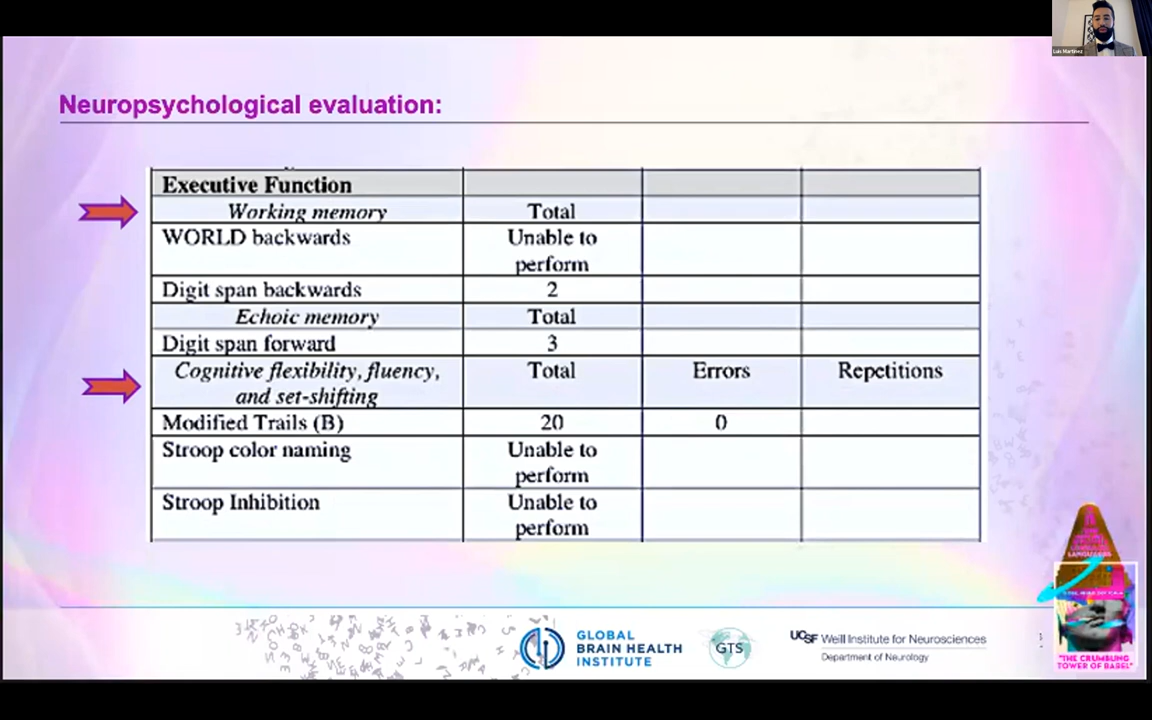 Luis Martinez
Neuropsychological evaluation:
Executive Function
Working memory Total
WORLD backwards Unable to
perform
Digit span backwards 2
Echoic memory Total
Digit span forward 3
Cognitive flexibility, fluency, Total Errors Repetitions
and set-shifting
Modified Trails (B) 20 0
Stroop color naming Unable to
perform
Stroop Inhibition Unable to
perform
LANGUAGES
GLOBAL
BRAIN HEALTH
INSTITUTE
GTS
UCSF Weill Institute for Neurosciences
Department of Neurology
"THE CRUMBLING
TOWER OF BABEL"